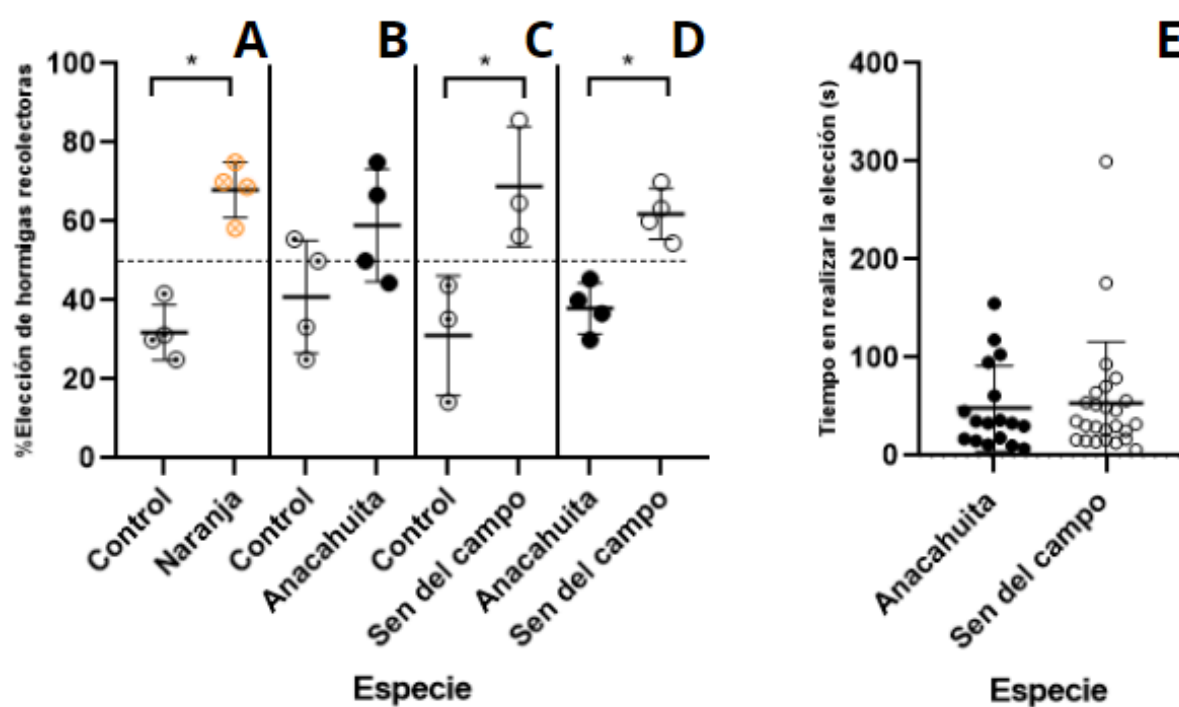 A
B
C
D
E
%Elección de hormigas recolectoras
100
80
60
40
20
0
*
*
*
Control
Naranja
Control
Anacahuita
Control
Sen del campo
Anacahuita
Sen del campo
Especie
Tiempo en realizar la elección (s)
400
300
200
100
0
Anacahuita
Sen del campo
Especie